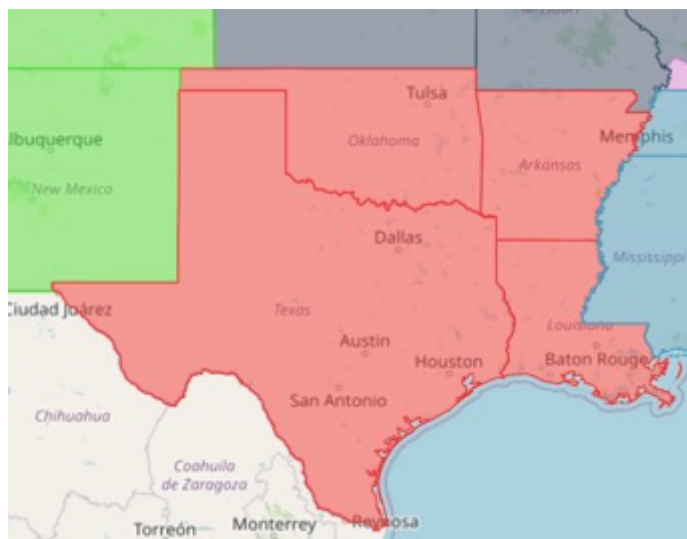 Missouri
Tulsa
lbuquerque
Oklahoma
Memphis
Arkansas
New Mexico
Dallas
Mississippi
Ciudad Juárez
Texas
Louisiana
Austin
Houston
Baton Rouge
San Antonio
Chihuahua
Coahuila
de Zaragoza
Reynosa
Monterrey
Torreón